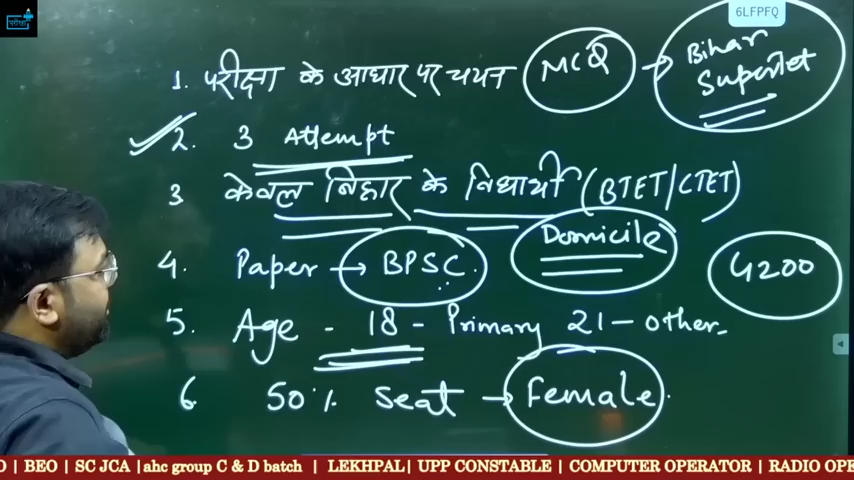 परीक्षा
6LFPFQ
1. परीक्षा के आधार पर चयन MCQ → Bihar Supertet
2. 3 Attempt
3 केवल बिहार के विधार्थी (BTET/CTET)
Domicile
4. Paper → BPSC
4200
5. Age - 18 - Primary 21 - other
6. 50% seat → Female
O | BEO | SC JCA | ahc group C & D batch | LEKHPAL| UPP CONSTABLE | COMPUTER OPERATOR | RADIO OPE